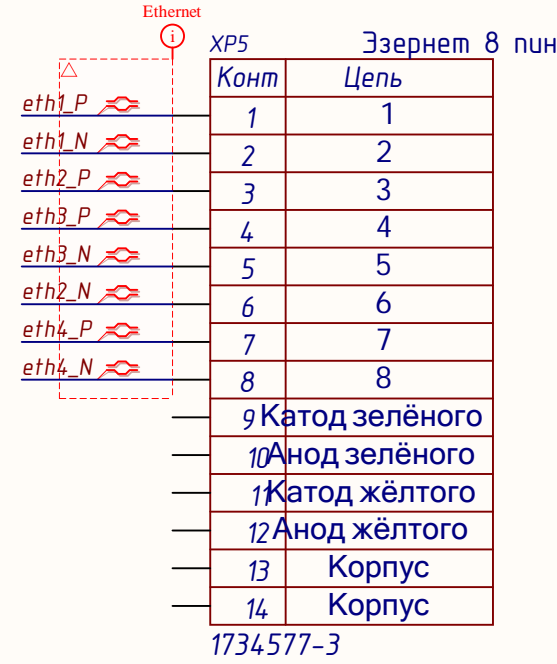 Ethernet
i
XP5 Эзернет 8 пин
Конт Цепь
eth1_P 1 1
eth1_N 2 2
eth2_P 3 3
eth3_P 4 4
eth3_N 5 5
eth2_N 6 6
eth4_P 7 7
eth4_N 8 8
9 Катод зелёного
10 Анод зелёного
11 Катод жёлтого
12 Анод жёлтого
13 Корпус
14 Корпус
1734577-3